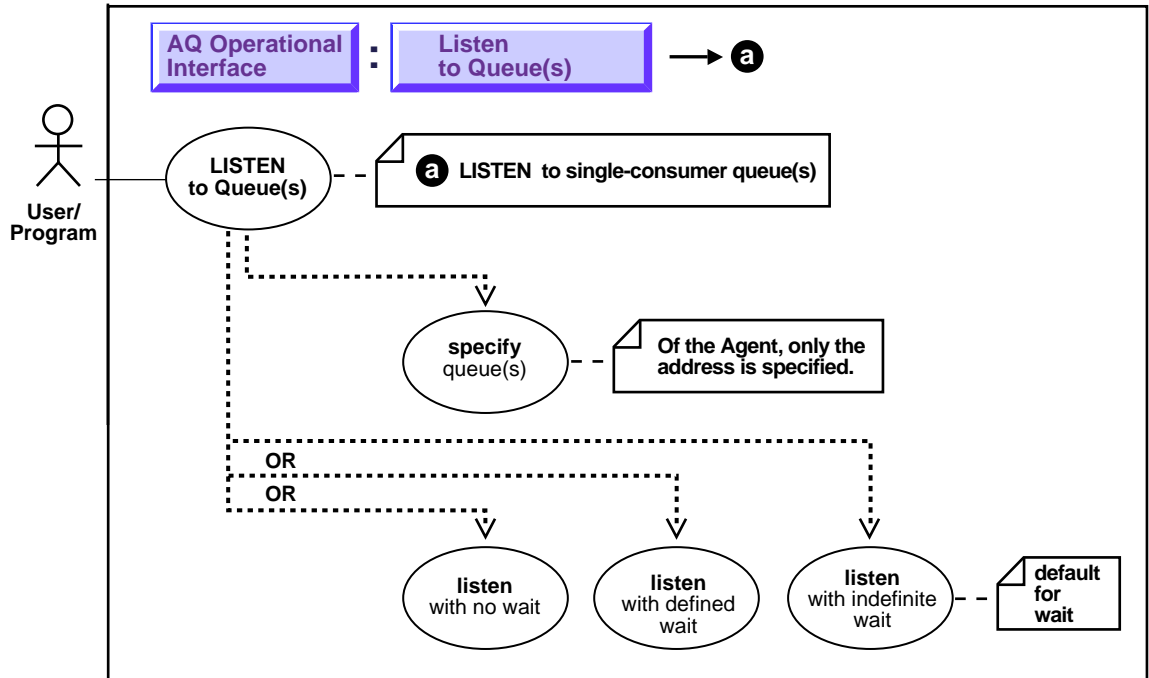 AQ Operational
Interface
:
Listen
to Queue(s)
a
User/
Program
LISTEN
to Queue(s)
a LISTEN to single-consumer queue(s)
specify
queue(s)
Of the Agent, only the
address is specified.
OR
OR
listen
with no wait
listen
with defined
wait
listen
with indefinite
wait
default
for
wait